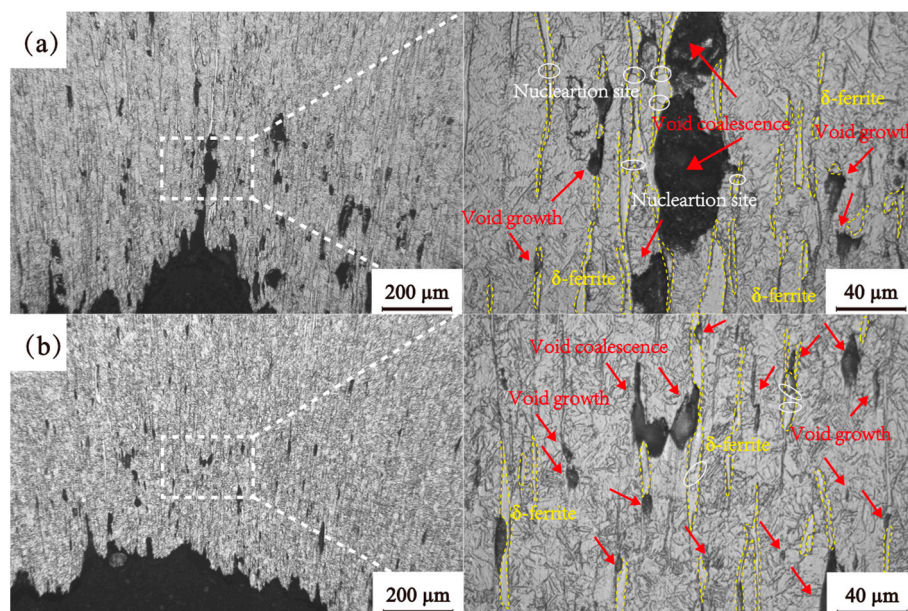 (a)
200 μm
Nucleartion site
δ-ferrite
Void coalescence
Void growth
Nucleartion site
Void growth
δ-ferrite
δ-ferrite
40 μm
(b)
200 μm
Void coalescence
Void growth
δ-ferrite
Void growth
δ-ferrite
40 μm